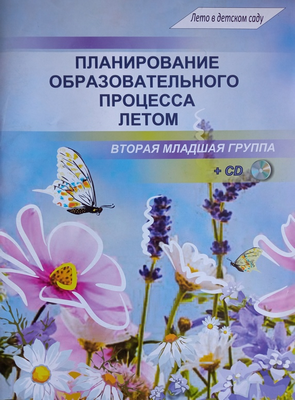 Лето в детском саду
ПЛАНИРОВАНИЕ
ОБРАЗОВАТЕЛЬНОГО
ПРОЦЕССА
ЛЕТОМ
ВТОРАЯ МЛАДШАЯ ГРУППА
+ CD